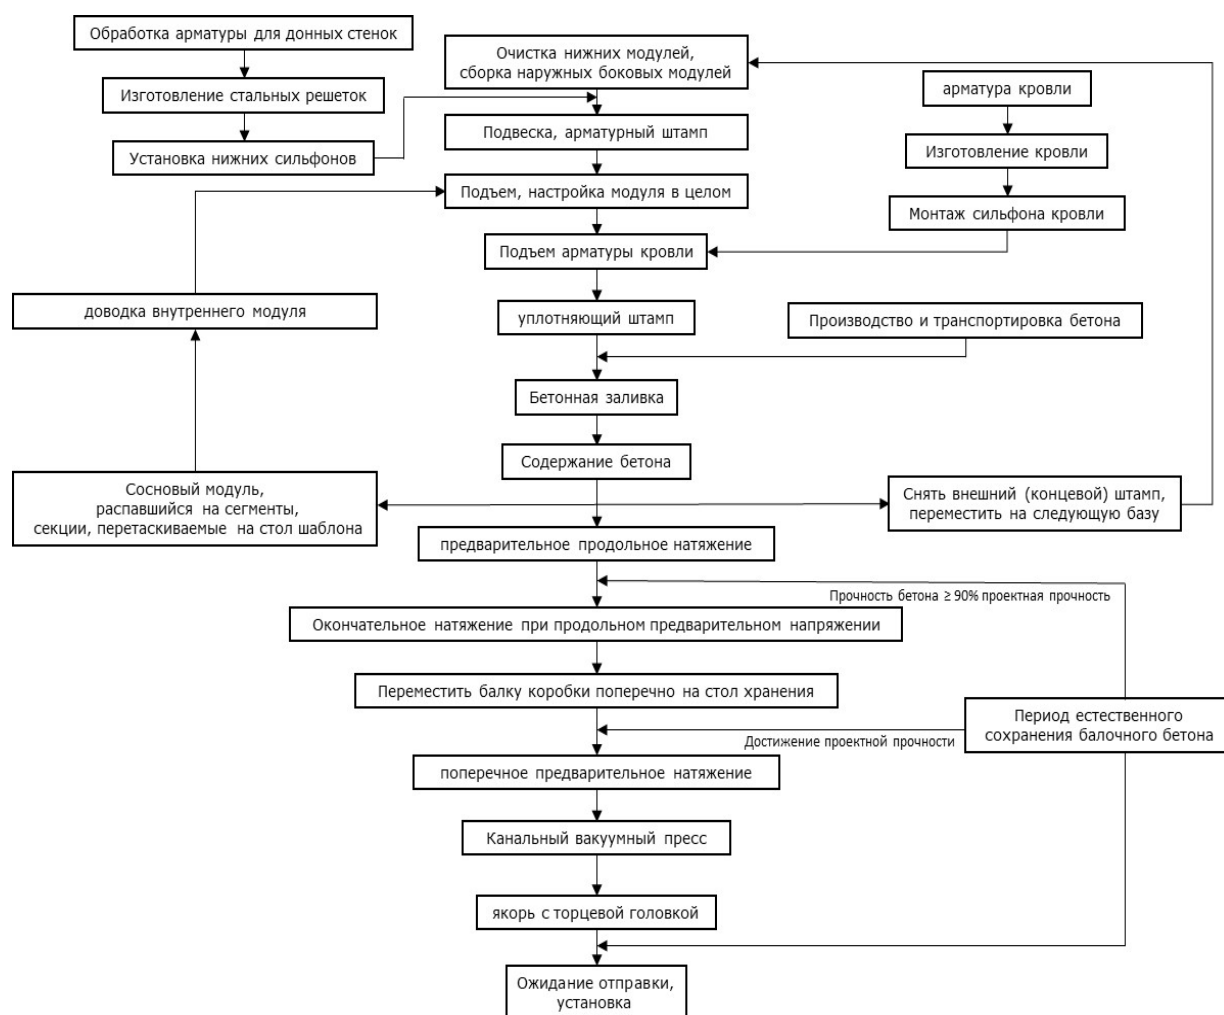 Обработка арматуры для донных стенок
Изготовление стальных решеток
Установка нижних сильфонов
Очистка нижних модулей,
сборка наружных боковых модулей
арматура кровли
Подвеска, арматурный штамп
Изготовление кровли
Подъем, настройка модуля в целом
Монтаж сильфона кровли
Подъем арматуры кровли
доводка внутреннего модуля
уплотняющий штамп
Производство и транспортировка бетона
Бетонная заливка
Содержание бетона
Сосновый модуль,
распавшийся на сегменты,
секции, перетаскиваемые на стол шаблона
Снять внешний (концевой) штамп,
переместить на следующую базу
предварительное продольное натяжение
Прочность бетона ≥ 90% проектная прочность
Окончательное натяжение при продольном предварительном напряжении
Переместить балку коробки поперечно на стол хранения
Период естественного
сохранения балочного бетона
Достижение проектной прочности
поперечное предварительное натяжение
Канальный вакуумный пресс
якорь с торцевой головкой
Ожидание отправки,
установка